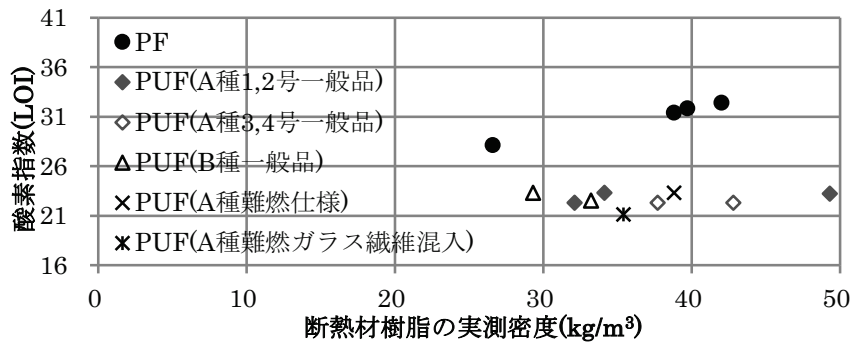 41
36
31
26
21
16
酸素指数(LOI)
PF
PUF(A種1,2号一般品)
PUF(A種3,4号一般品)
PUF(B種一般品)
PUF(A種難燃仕様)
PUF(A種難燃ガラス繊維混入)
0 10 20 30 40 50
断熱材樹脂の実測密度(kg/m³)